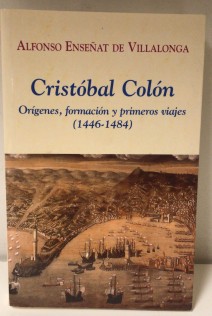 ALFONSO ENSEÑAT DE VILLALONGA
Cristóbal Colón
Orígenes, formación y primeros viajes
(1446-1484)